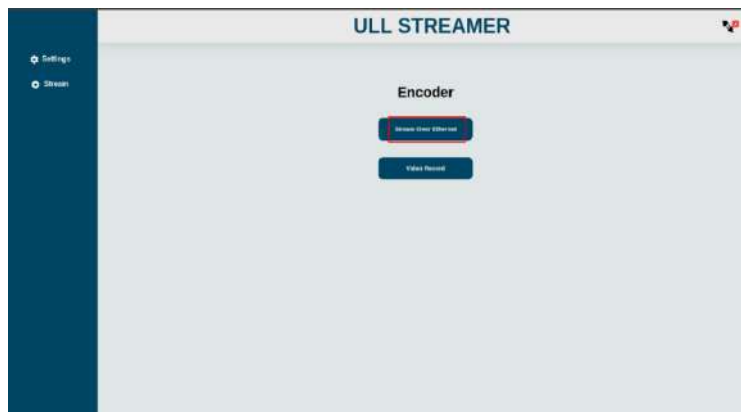 ULL STREAMER
Settings
Stream
Encoder
Stream Over Ethernet
Video Record